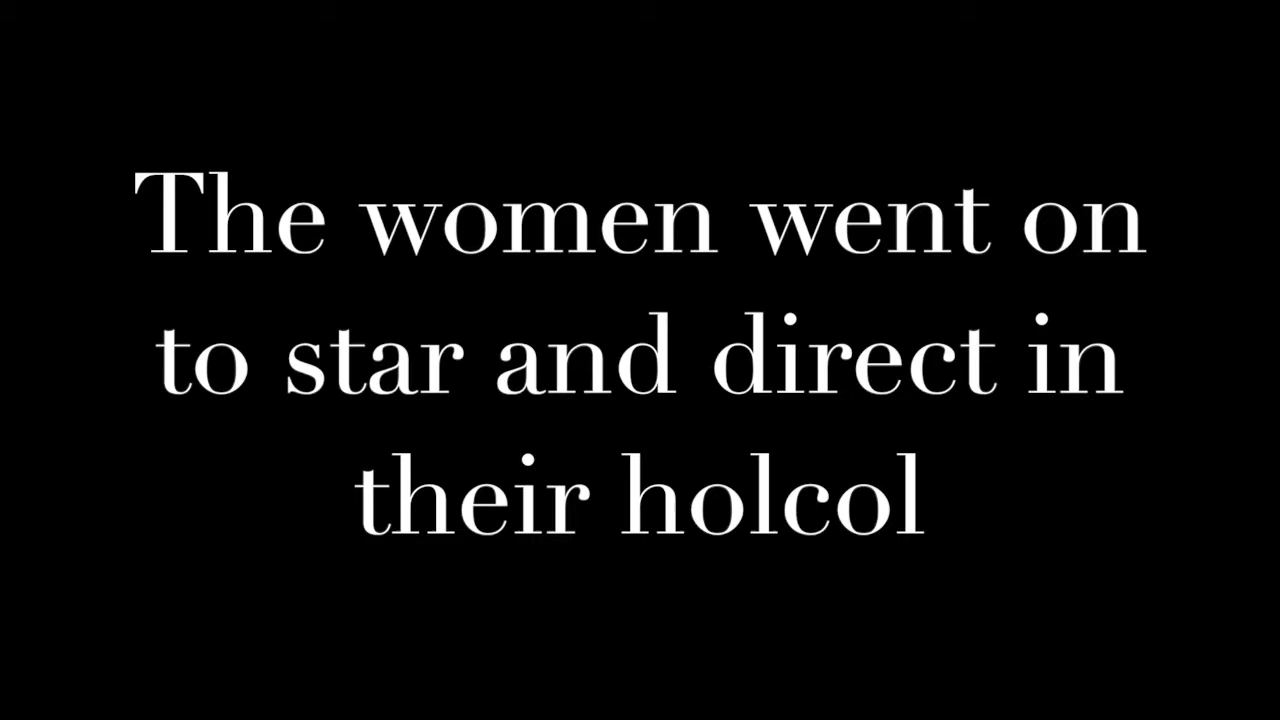 The women went on
to star and direct in
their holcol